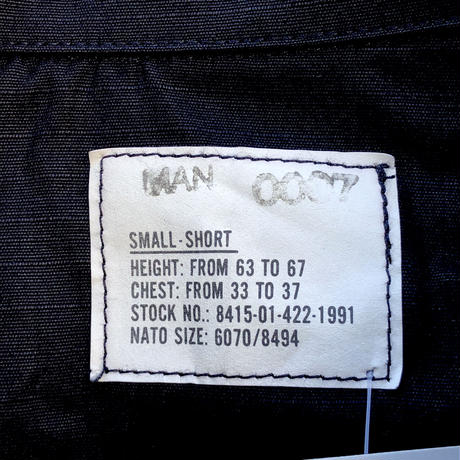 MAN
SMALL-SHORT
HEIGHT: FROM 63 TO 67
CHEST: FROM 33 TO 37
STOCK NO.: 8415-01-422-1991
NATO SIZE: 6070/8494